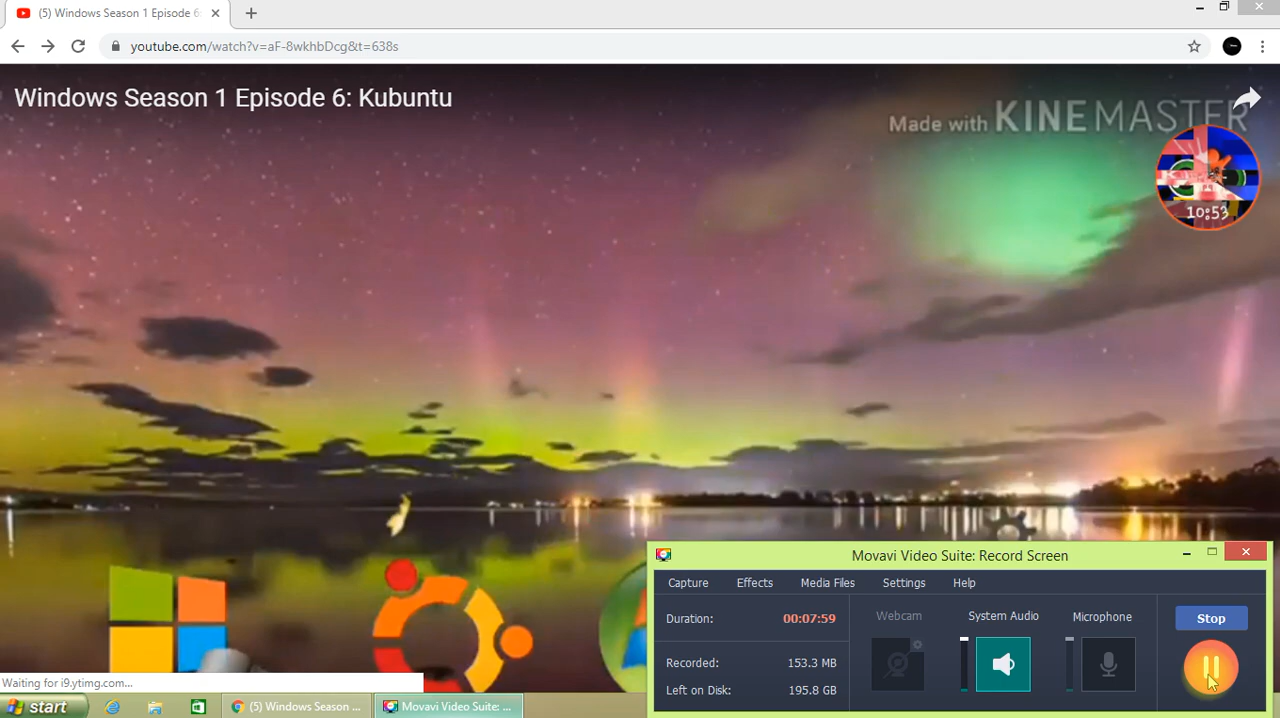 (5) Windows Season 1 Episode 6:
youtube.com/watch?v=aF-8wkhbDcg&t=638s
Windows Season 1 Episode 6: Kubuntu
Made with KINEMASTER
10:53
Movavi Video Suite: Record Screen
Capture Effects Media Files Settings Help
Duration: 00:07:59
Webcam System Audio Microphone
Stop
Recorded: 153.3 MB
Left on Disk: 195.8 GB
Waiting for i9.ytimg.com...
start
(5) Windows Season ...
Movavi Video Suite: ...